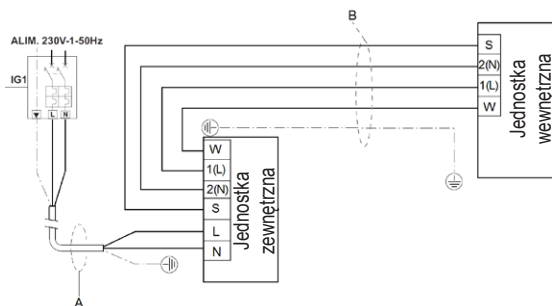 B
ALIM. 230V-1-50Hz
IG1
L N
S
2(N)
1(L)
W
Jednostka
wewnętrzna
W
1(L)
2(N)
S
L
N
Jednostka
zewnętrzna
A